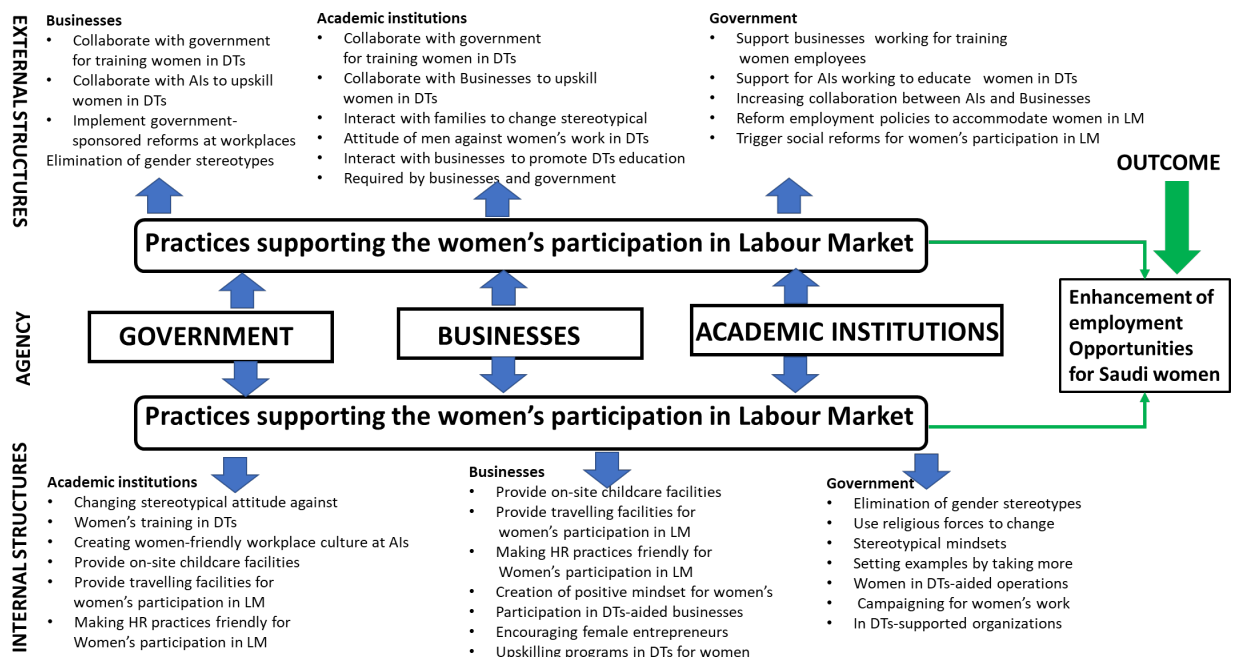 EXTERNAL STRUCTURES
Businesses
• Collaborate with government
for training women in DTs
• Collaborate with AIs to upskill
women in DTs
• Implement government-
sponsored reforms at workplaces
Elimination of gender stereotypes
Academic institutions
• Collaborate with government
for training women in DTs
• Collaborate with Businesses to upskill
women in DTs
• Interact with families to change stereotypical
• Attitude of men against women's work in DTs
• Interact with businesses to promote DTs education
• Required by businesses and government
Government
• Support businesses working for training
women employees
• Support for AIs working to educate women in DTs
• Increasing collaboration between AIs and Businesses
• Reform employment policies to accommodate women in LM
• Trigger social reforms for women's participation in LM
OUTCOME
Practices supporting the women's participation in Labour Market
AGENCY
GOVERNMENT
BUSINESSES
ACADEMIC INSTITUTIONS
Enhancement of
employment
Opportunities
for Saudi women
Practices supporting the women's participation in Labour Market
INTERNAL STRUCTURES
Academic institutions
• Changing stereotypical attitude against
• Women's training in DTs
• Creating women-friendly workplace culture at AIs
• Provide on-site childcare facilities
• Provide travelling facilities for
women's participation in LM
• Making HR practices friendly for
Women's participation in LM
Businesses
• Provide on-site childcare facilities
• Provide travelling facilities for
women's participation in LM
• Making HR practices friendly for
Women's participation in LM
• Creation of positive mindset for women's
• Participation in DTs-aided businesses
• Encouraging female entrepreneurs
• Upskilling programs in DTs for women
Government
• Elimination of gender stereotypes
• Use religious forces to change
• Stereotypical mindsets
• Setting examples by taking more
• Women in DTs-aided operations
• Campaigning for women's work
• In DTs-supported organizations